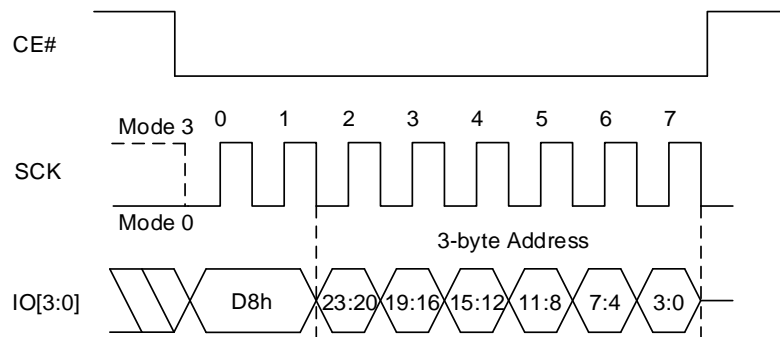 CE#
Mode 3 0 1 2 3 4 5 6 7
SCK
Mode 0
3-byte Address
IO[3:0] D8h 23:20 19:16 15:12 11:8 7:4 3:0